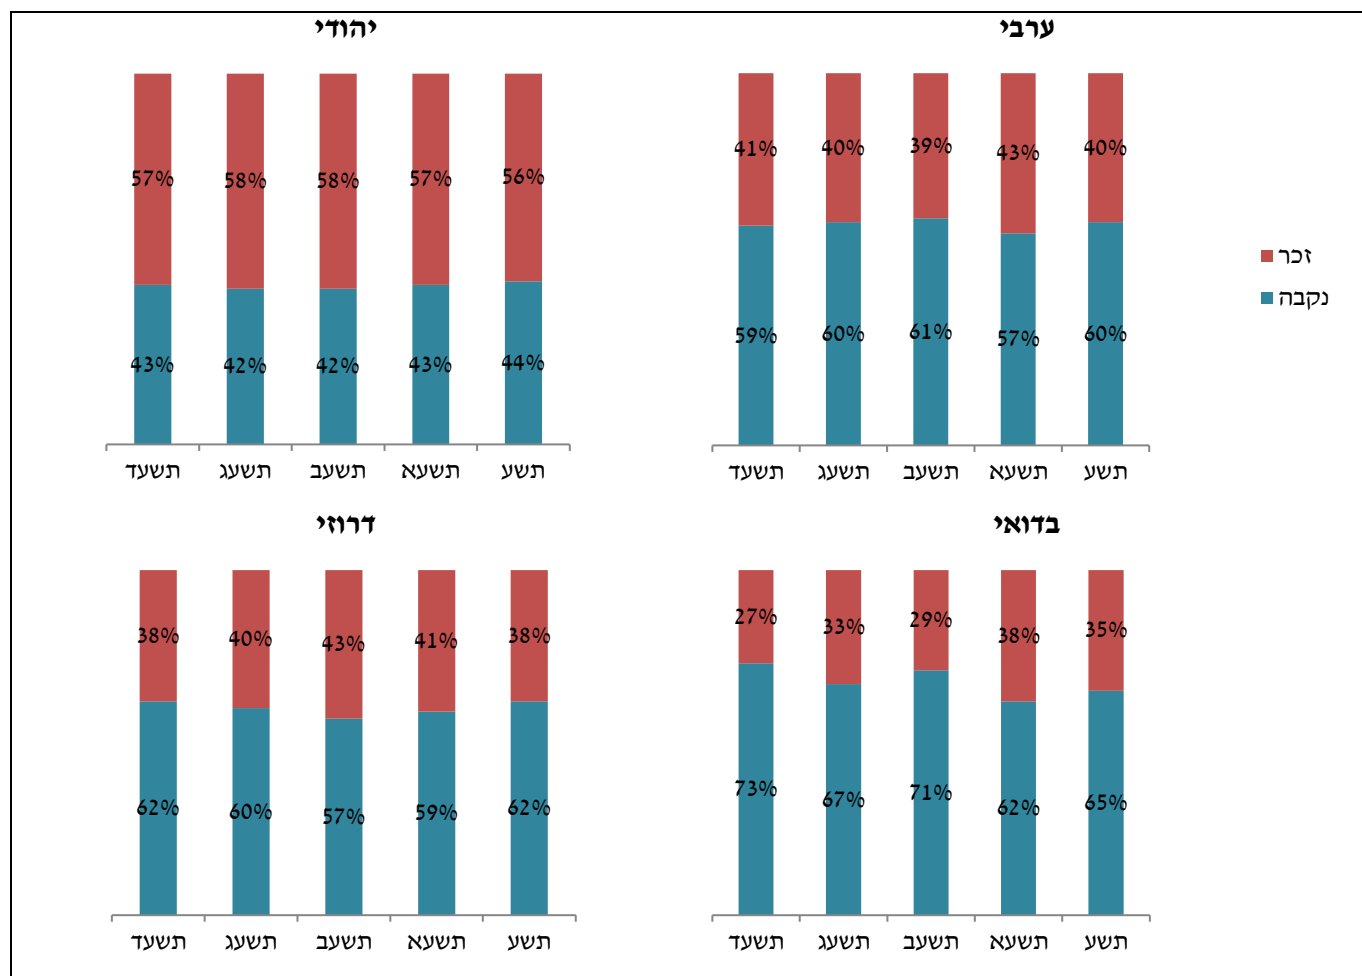 יהודי
57% 58% 58% 57% 56%
43% 42% 42% 43% 44%
תשעד תשעג תשעב תשעא תשע
ערבי
41% 40% 39% 43% 40%
59% 60% 61% 57% 60%
תשעד תשעג תשעב תשעא תשע
זכר
נקבה
דרוזי
38% 40% 43% 41% 38%
62% 60% 57% 59% 62%
תשעד תשעג תשעב תשעא תשע
בדואי
27% 33% 29% 38% 35%
73% 67% 71% 62% 65%
תשעד תשעג תשעב תשעא תשע